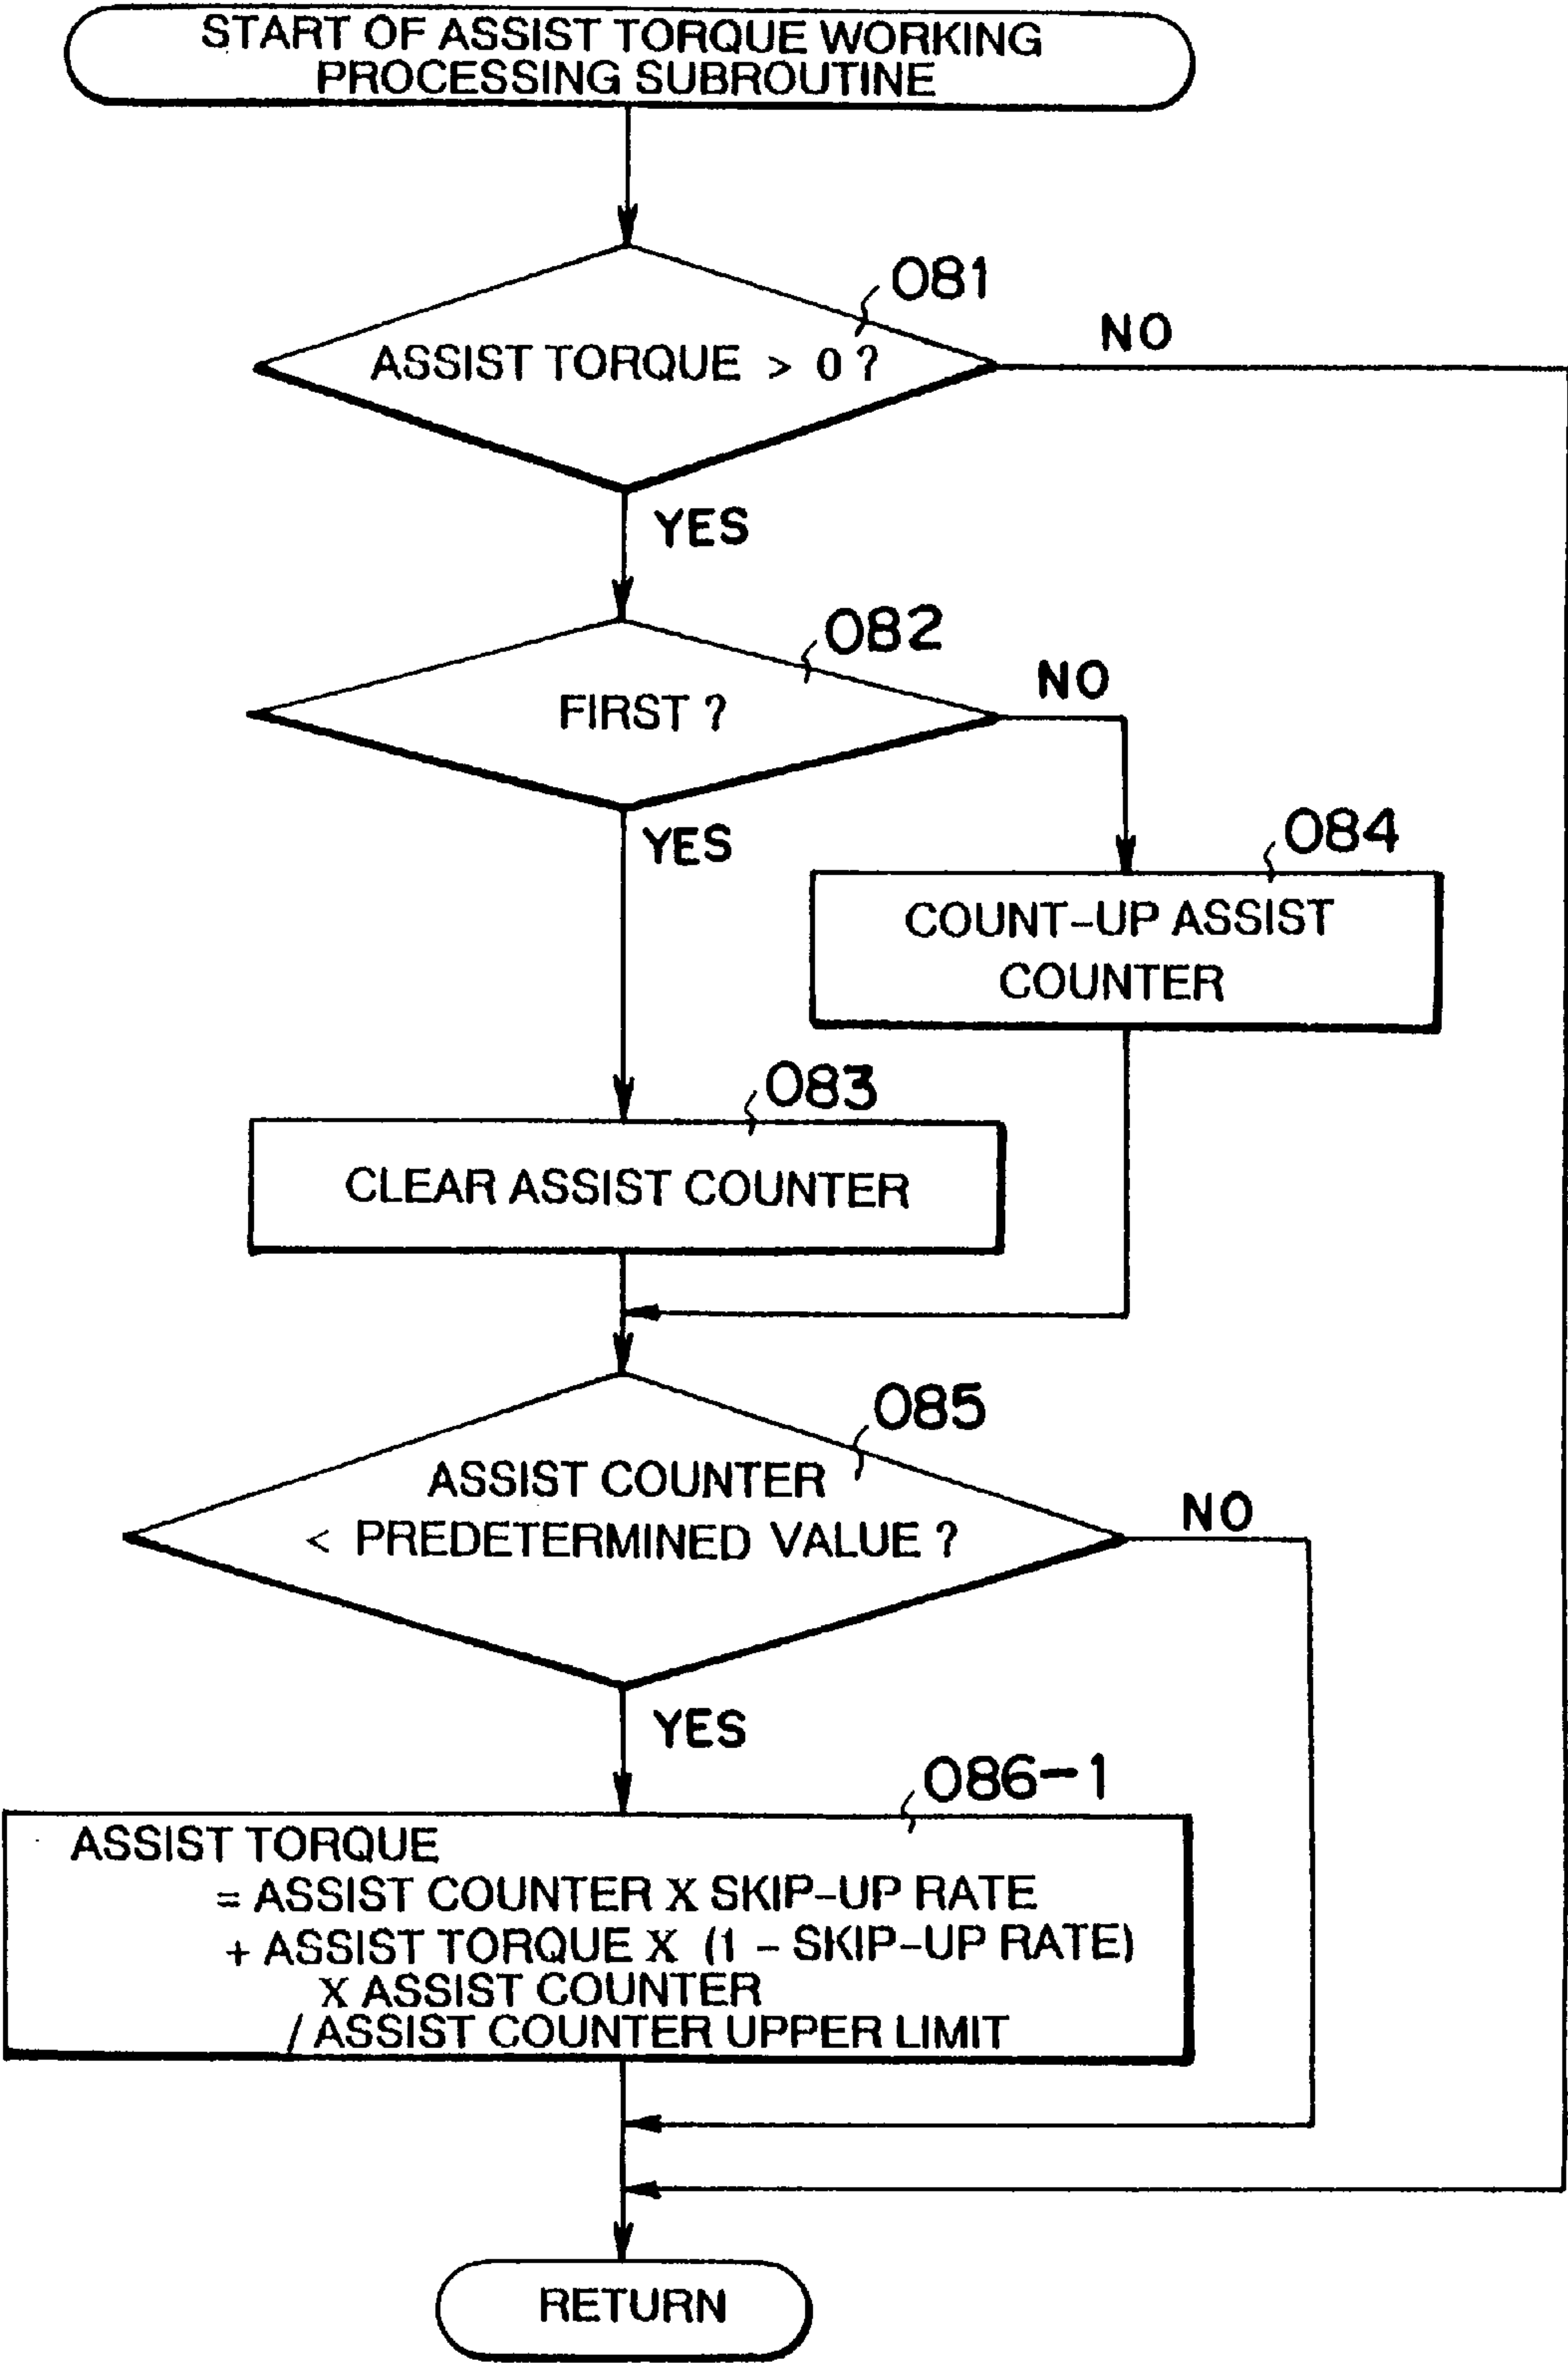 START OF ASSIST TORQUE WORKING
PROCESSING SUBROUTINE
081
ASSIST TORQUE > 0 ?
NO
YES
082
FIRST ?
NO
YES
084
COUNT-UP ASSIST
COUNTER
083
CLEAR ASSIST COUNTER
085
ASSIST COUNTER
< PREDETERMINED VALUE ?
NO
YES
086-1
ASSIST TORQUE
= ASSIST COUNTER X SKIP-UP RATE
+ ASSIST TORQUE X (1 - SKIP-UP RATE)
X ASSIST COUNTER
/ ASSIST COUNTER UPPER LIMIT
RETURN